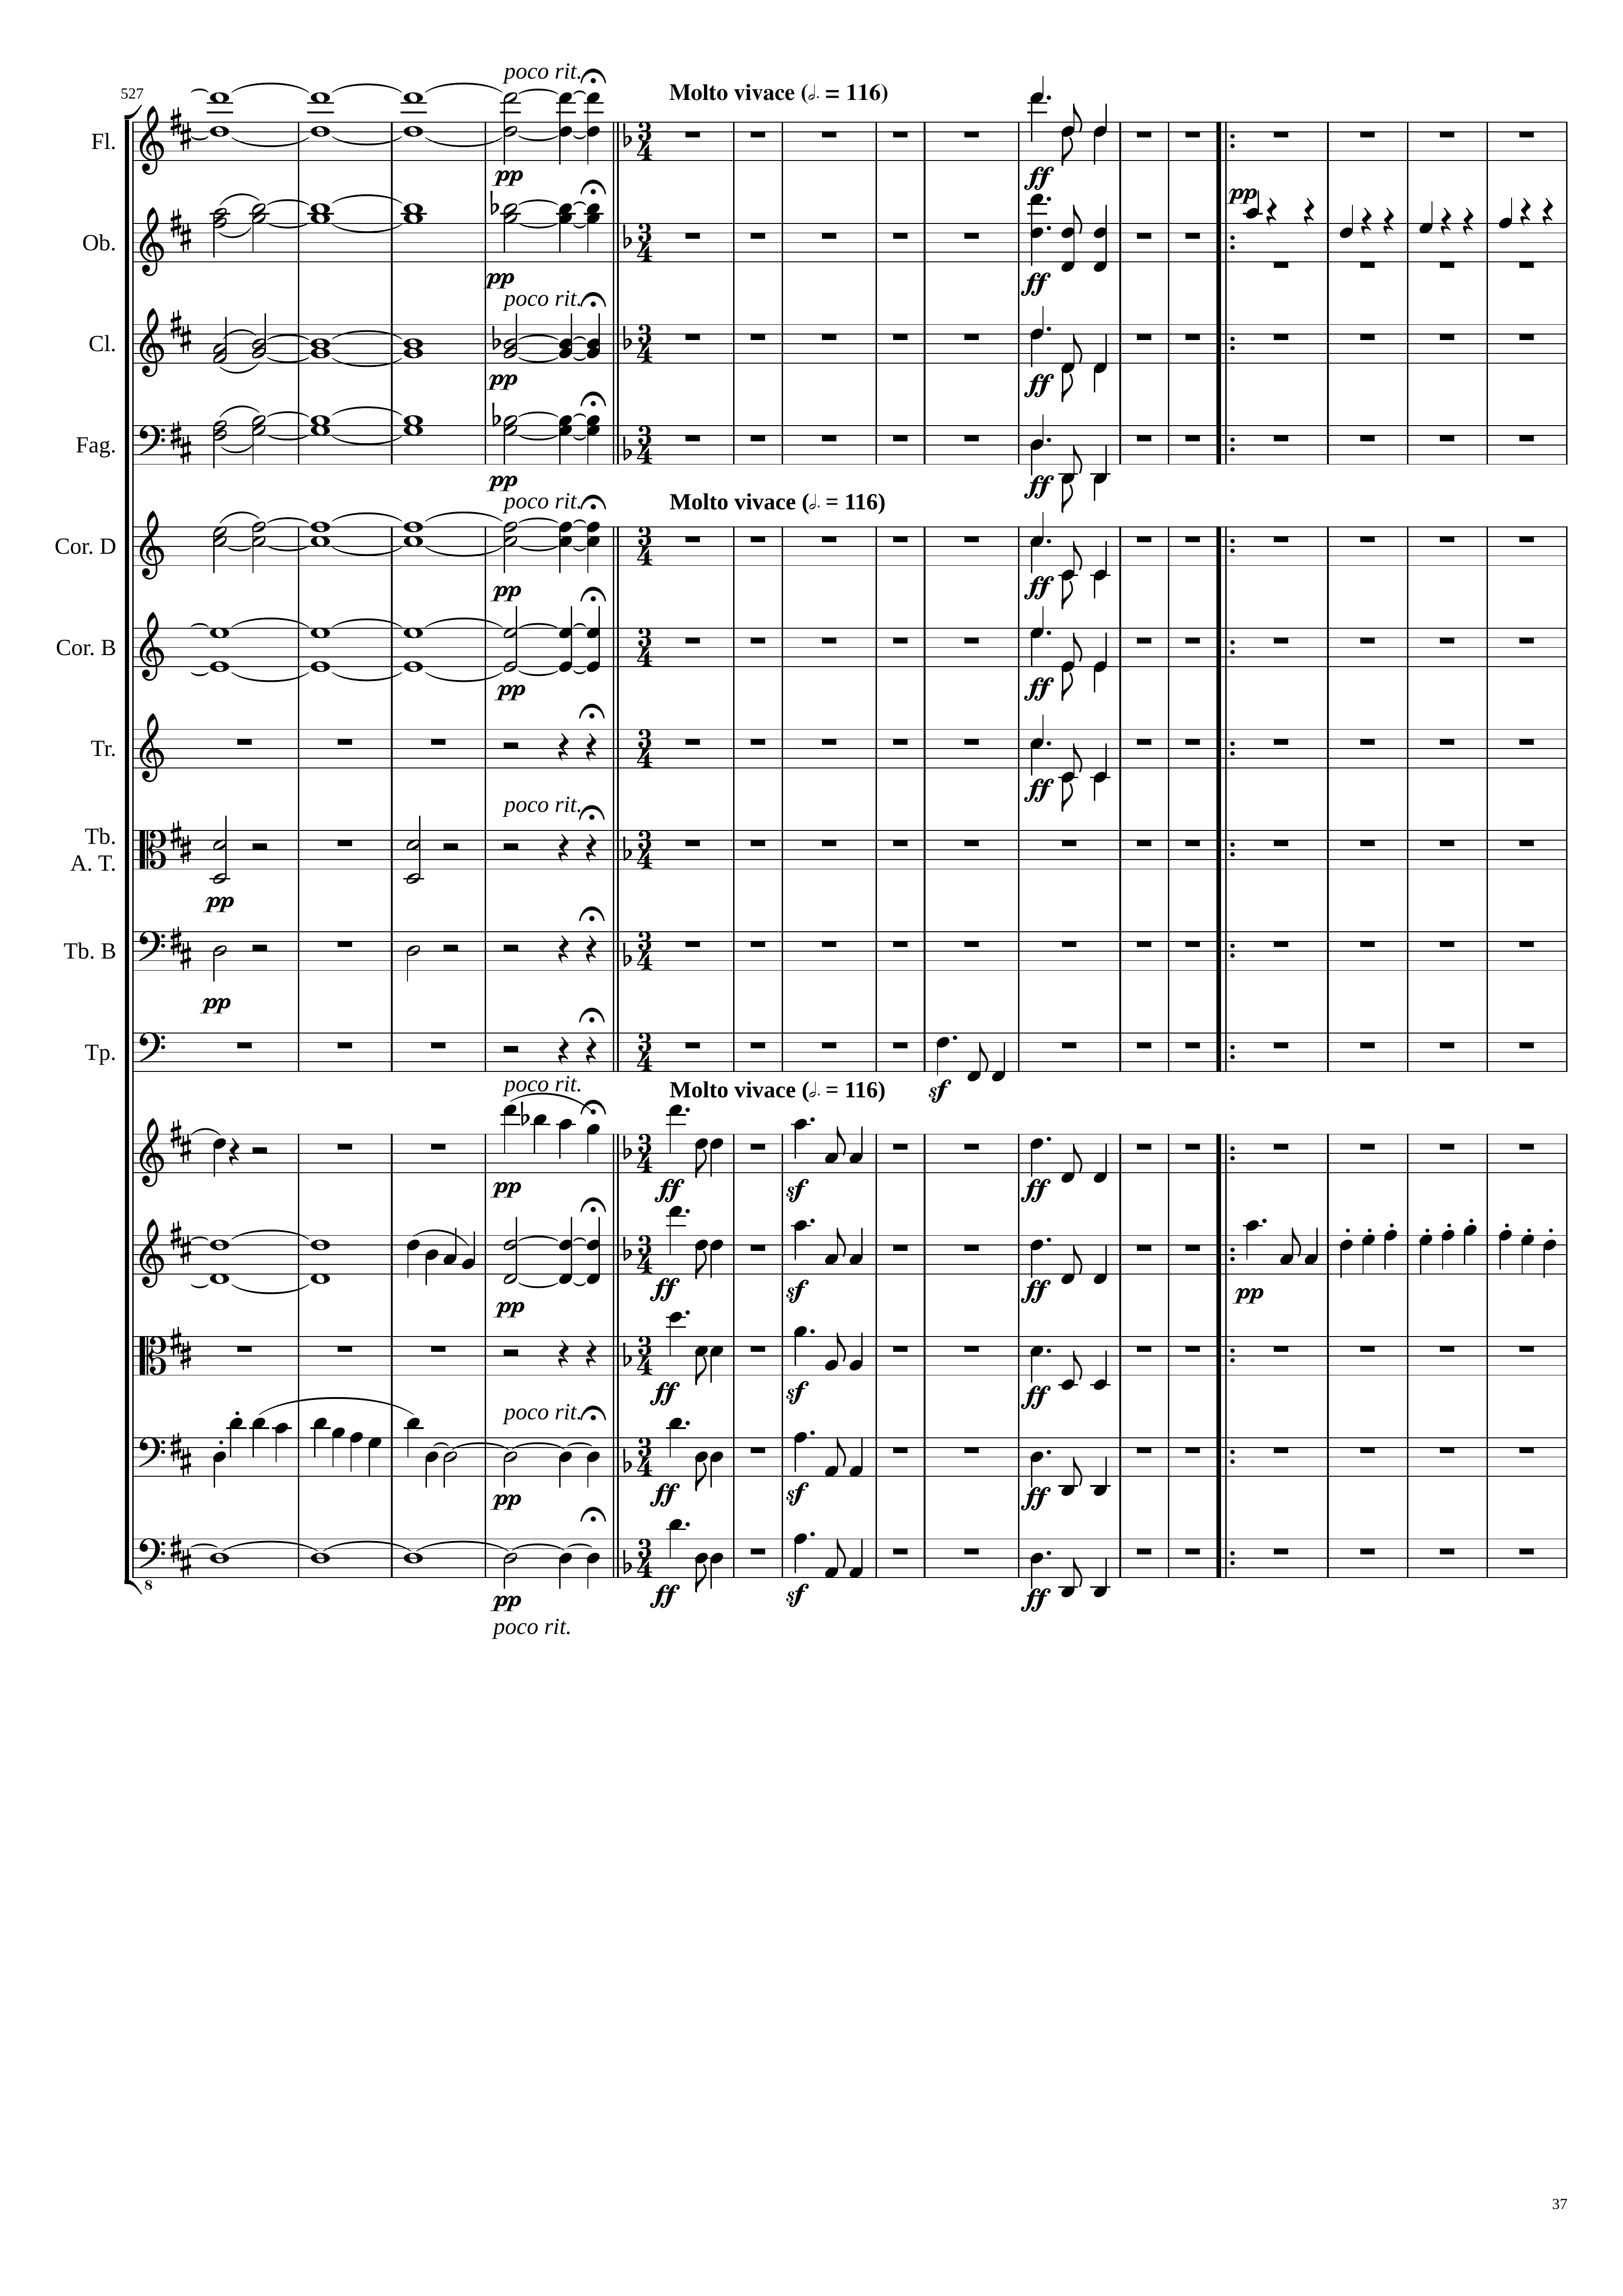 poco rit.
527
Molto vivace (𝅗𝅥. = 116)
Fl.
pp
ff
pp
Ob.
pp
ff
poco rit.
Cl.
pp
ff
Fag.
pp
ff
poco rit.
Molto vivace (𝅗𝅥. = 116)
Cor. D
pp
ff
Cor. B
pp
ff
Tr.
ff
poco rit.
Tb.
A. T.
pp
Tb. B
pp
Tp.
sf
poco rit.
Molto vivace (𝅗𝅥. = 116)
pp
ff
sf
ff
pp
ff
sf
ff
pp
ff
sf
ff
poco rit.
pp
ff
sf
ff
8
pp
ff
sf
ff
poco rit.
37